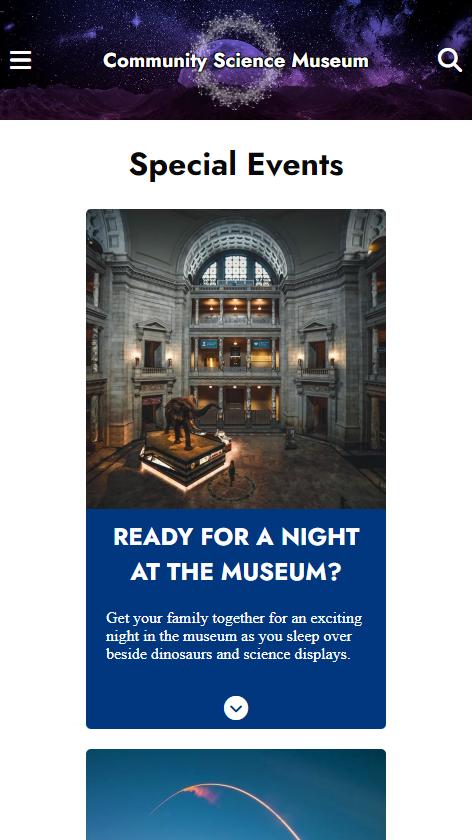 Community Science Museum
Special Events
READY FOR A NIGHT
AT THE MUSEUM?
Get your family together for an exciting
night in the museum as you sleep over
beside dinosaurs and science displays.